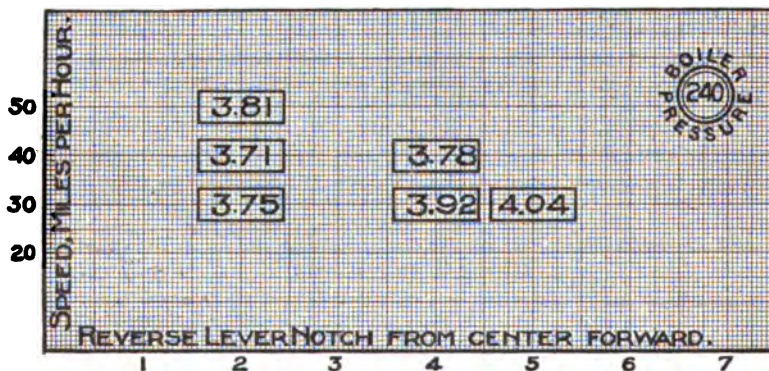 SPEED, MILES PER HOUR.
BOILER PRESSURE
240
50
3.81
40
3.71
3.78
30
3.75
3.92
4.04
20
REVERSE LEVER NOTCH FROM CENTER FORWARD.
1 2 3 4 5 6 7